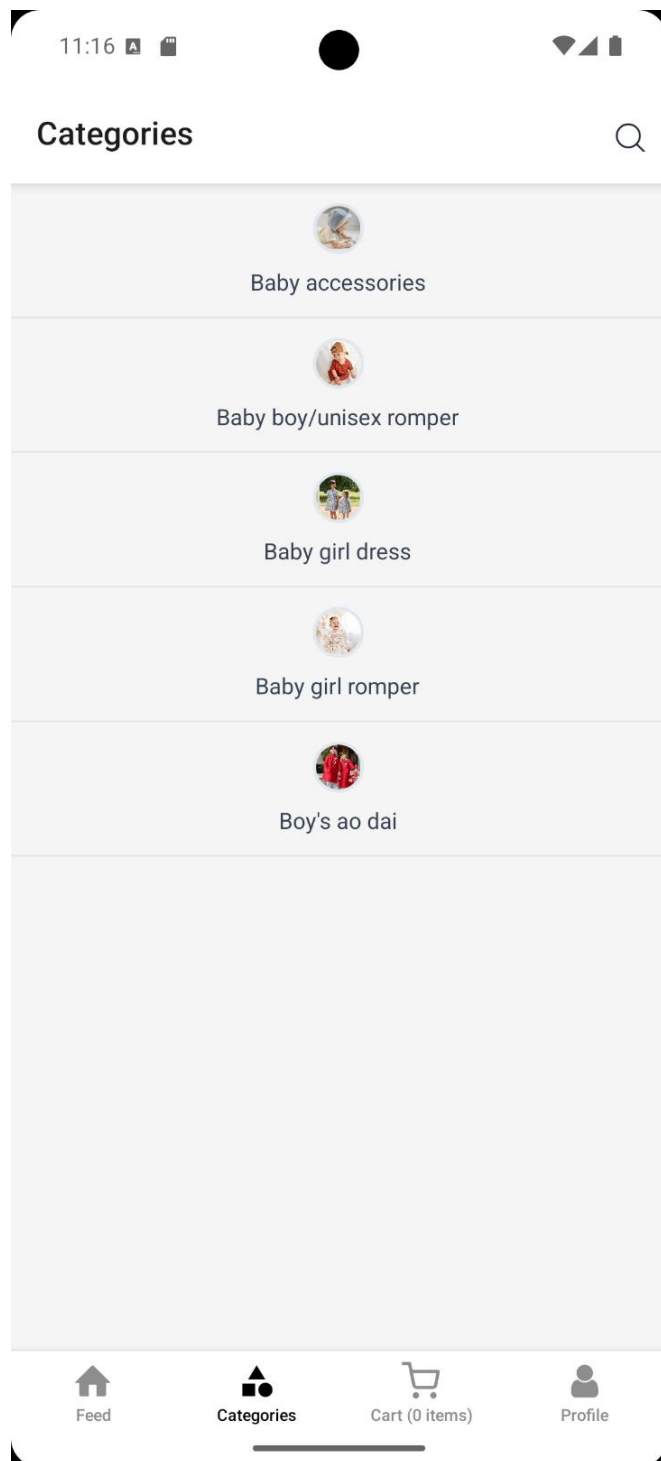 11:16
Categories
Baby accessories
Baby boy/unisex romper
Baby girl dress
Baby girl romper
Boy's ao dai
Feed
Categories
Cart (0 items)
Profile